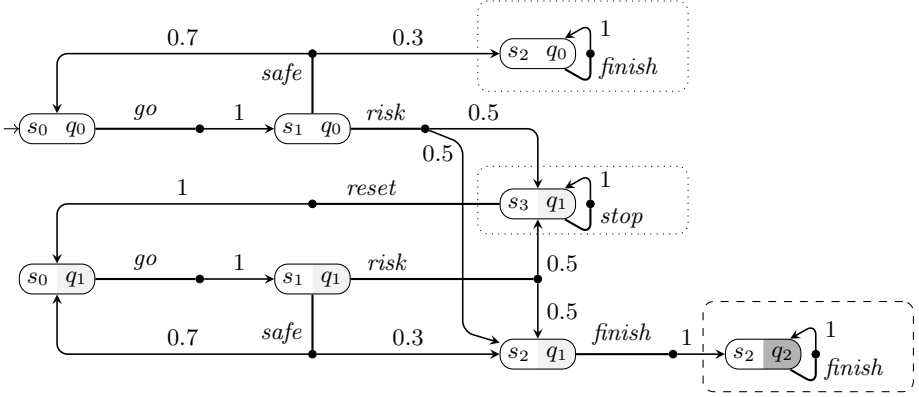 0.7 0.3 s₂ q₀ 1
safe finish
s₀ q₀ go 1 s₁ q₀ risk 0.5
0.5
1 reset s₃ q₁ 1
stop
s₀ q₁ go 1 s₁ q₁ risk 0.5
0.5
safe
0.7 0.3 s₂ q₁ finish 1 s₂ q₂ 1
finish